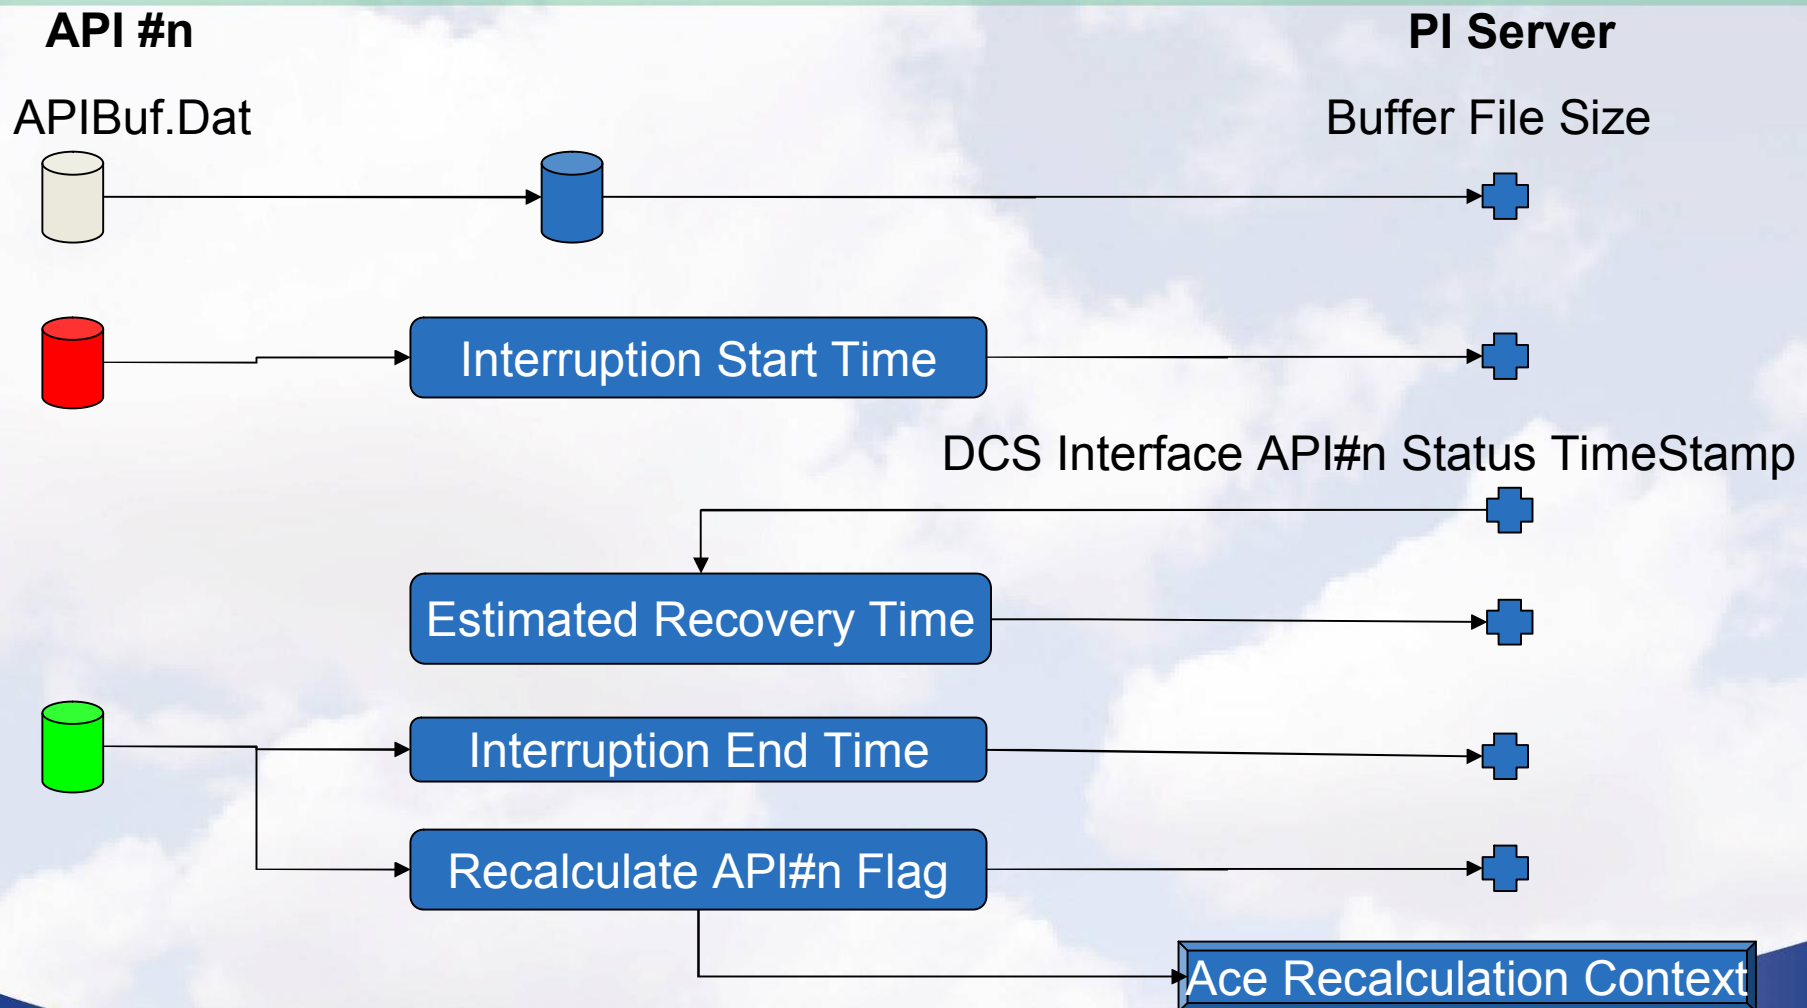 API #n
PI Server
APIBuf.Dat
Buffer File Size
Interruption Start Time
DCS Interface API#n Status TimeStamp
Estimated Recovery Time
Interruption End Time
Recalculate API#n Flag
Ace Recalculation Context